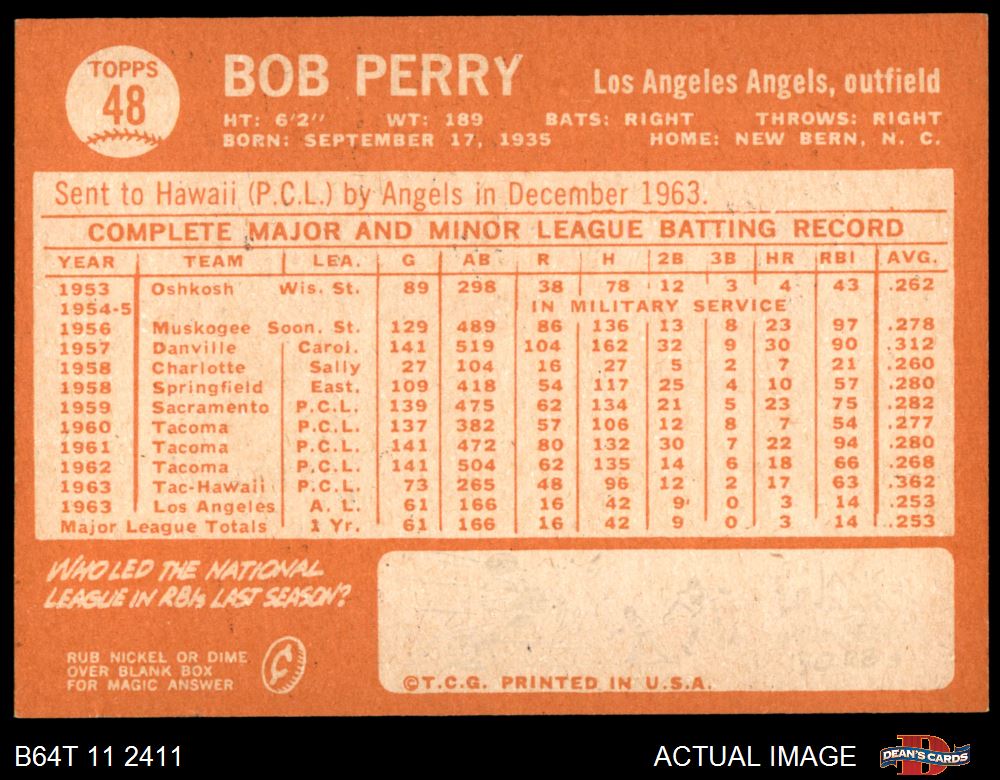 TOPPS
48
BOB PERRY
Los Angeles Angels, outfield
HT: 6'2" WT: 189 BATS: RIGHT THROWS: RIGHT
BORN: SEPTEMBER 17, 1935 HOME: NEW BERN, N. C.
Sent to Hawaii (P.C.L.) by Angels in December 1963.
COMPLETE MAJOR AND MINOR LEAGUE BATTING RECORD
YEAR TEAM LEA. G AB R H 2B 3B HR RBI AVG.
1953 Oshkosh Wis. St. 89 298 38 78 12 3 4 43 .262
1954-5 IN MILITARY SERVICE
1956 Muskogee Soon. St. 129 489 86 136 13 8 23 97 .278
1957 Danville Carol. 141 519 104 162 32 9 30 90 .312
1958 Charlotte Sally 27 104 16 27 5 2 7 21 .260
1958 Springfield East. 109 418 54 117 25 4 10 57 .280
1959 Sacramento P.C.L. 139 475 62 134 21 5 23 75 .282
1960 Tacoma P.C.L. 137 382 57 106 12 8 7 54 .277
1961 Tacoma P.C.L. 141 472 80 132 30 7 22 94 .280
1962 Tacoma P.C.L. 141 504 62 135 14 6 18 66 .268
1963 Tac-Hawaii P.C.L. 73 265 48 96 12 2 17 63 .362
1963 Los Angeles A. L. 61 166 16 42 9 0 3 14 .253
Major League Totals 1 Yr. 61 166 16 42 9 0 3 14 .253
WHO LED THE NATIONAL
LEAGUE IN RBIs LAST SEASON?
RUB NICKEL OR DIME
OVER BLANK BOX
FOR MAGIC ANSWER
©T.C.G. PRINTED IN U.S.A.
B64T 11 2411
ACTUAL IMAGE
DEAN'S CARDS